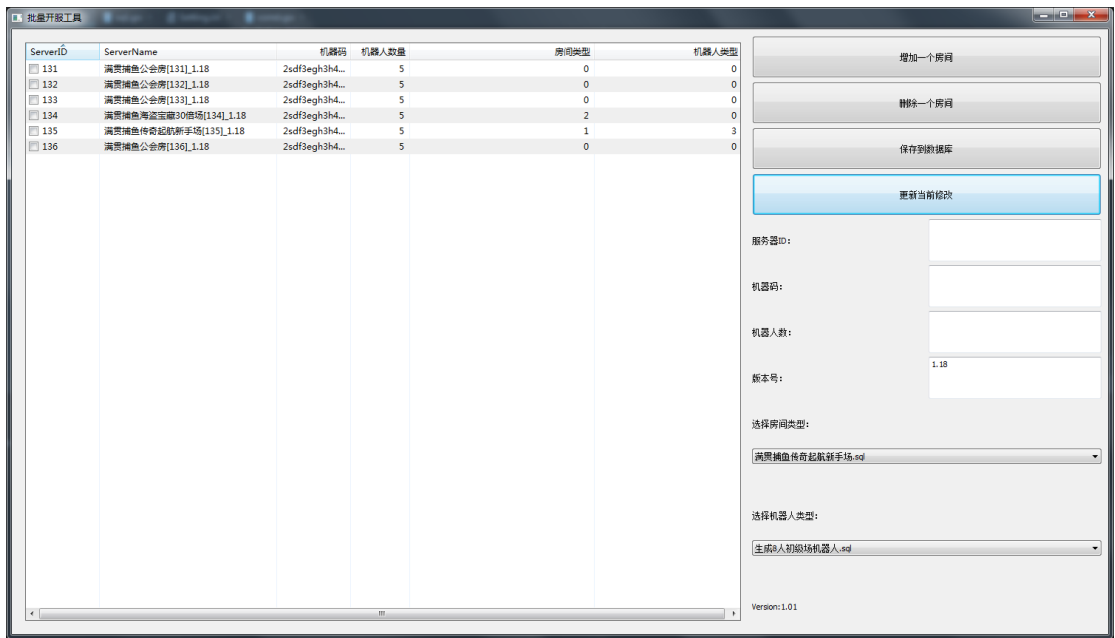 批量开服工具
ServerID ServerName 机器码 机器人数量 房间类型 机器人类型
131 满贯捕鱼公会房[131]_1.18 2sdf3egh3h4... 5 0 0
132 满贯捕鱼公会房[132]_1.18 2sdf3egh3h4... 5 0 0
133 满贯捕鱼公会房[133]_1.18 2sdf3egh3h4... 5 0 0
134 满贯捕鱼海盗宝藏30倍场[134]_1.18 2sdf3egh3h4... 5 2 0
135 满贯捕鱼传奇起航新手场[135]_1.18 2sdf3egh3h4... 5 1 3
136 满贯捕鱼公会房[136]_1.18 2sdf3egh3h4... 5 0 0
增加一个房间
删除一个房间
保存到数据库
更新当前修改
服务器ID:
机器码:
机器人数:
版本号: 1.18
选择房间类型:
满贯捕鱼传奇起航新手场.sql
选择机器人类型:
生成8人初级场机器人.sql
Version:1.01